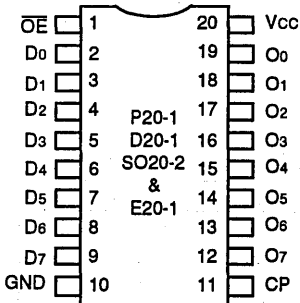 O̅E̅ 1 20 Vcc
D0 2 19 O0
D1 3 18 O1
D2 4 17 O2
P20-1
D3 5 D20-1 16 O3
D4 6 SO20-2 15 O4
&
D5 7 E20-1 14 O5
D6 8 13 O6
D7 9 12 O7
GND 10 11 CP